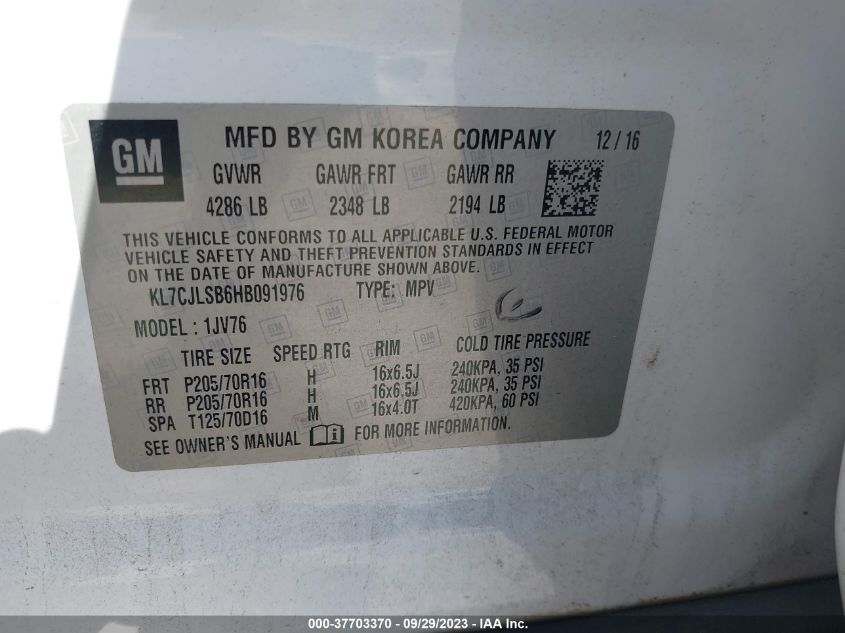 GM
MFD BY GM KOREA COMPANY 12/16
GVWR GAWR FRT GAWR RR
4286 LB 2348 LB 2194 LB
THIS VEHICLE CONFORMS TO ALL APPLICABLE U.S. FEDERAL MOTOR
VEHICLE SAFETY AND THEFT PREVENTION STANDARDS IN EFFECT
ON THE DATE OF MANUFACTURE SHOWN ABOVE.
KL7CJLSB6HB091976 TYPE: MPV
MODEL : 1JV76
TIRE SIZE SPEED RTG RIM COLD TIRE PRESSURE
FRT P205/70R16 H 16x6.5J 240KPA, 35 PSI
RR P205/70R16 H 16x6.5J 240KPA, 35 PSI
SPA T125/70D16 M 16x4.0T 420KPA, 60 PSI
SEE OWNER'S MANUAL FOR MORE INFORMATION.
000-37703370 - 09/29/2023 - IAA Inc.